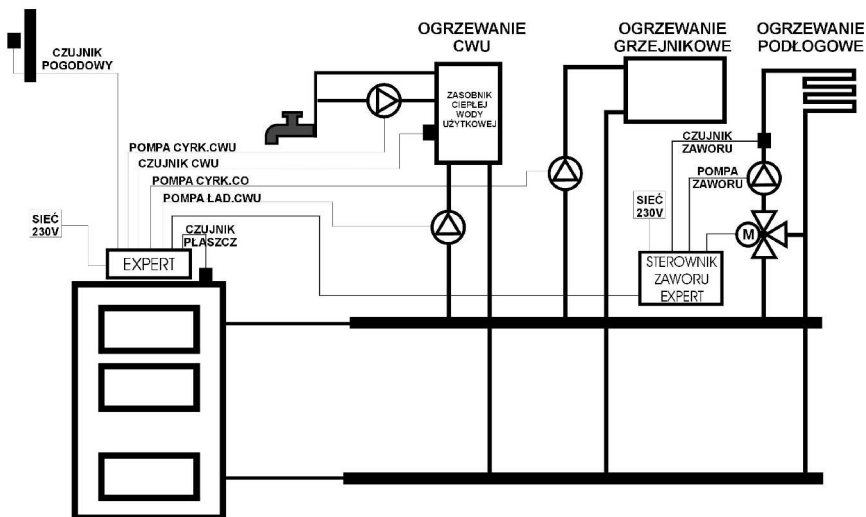 OGRZEWANIE
CWU
OGRZEWANIE
GRZEJNIKOWE
OGRZEWANIE
PODŁOGOWE
CZUJNIK
POGODOWY
ZASOBNIK
CIEPŁEJ
WODY
UŻYTKOWEJ
POMPA CYRK.CWU
CZUJNIK CWU
POMPA CYRK.CO
POMPA ŁAD.CWU
CZUJNIK
ZAWORU
POMPA
ZAWORU
SIEĆ
230V
CZUJNIK
PŁASZCZ
EXPERT
SIEĆ
230V
M
STEROWNIK
ZAWORU
EXPERT